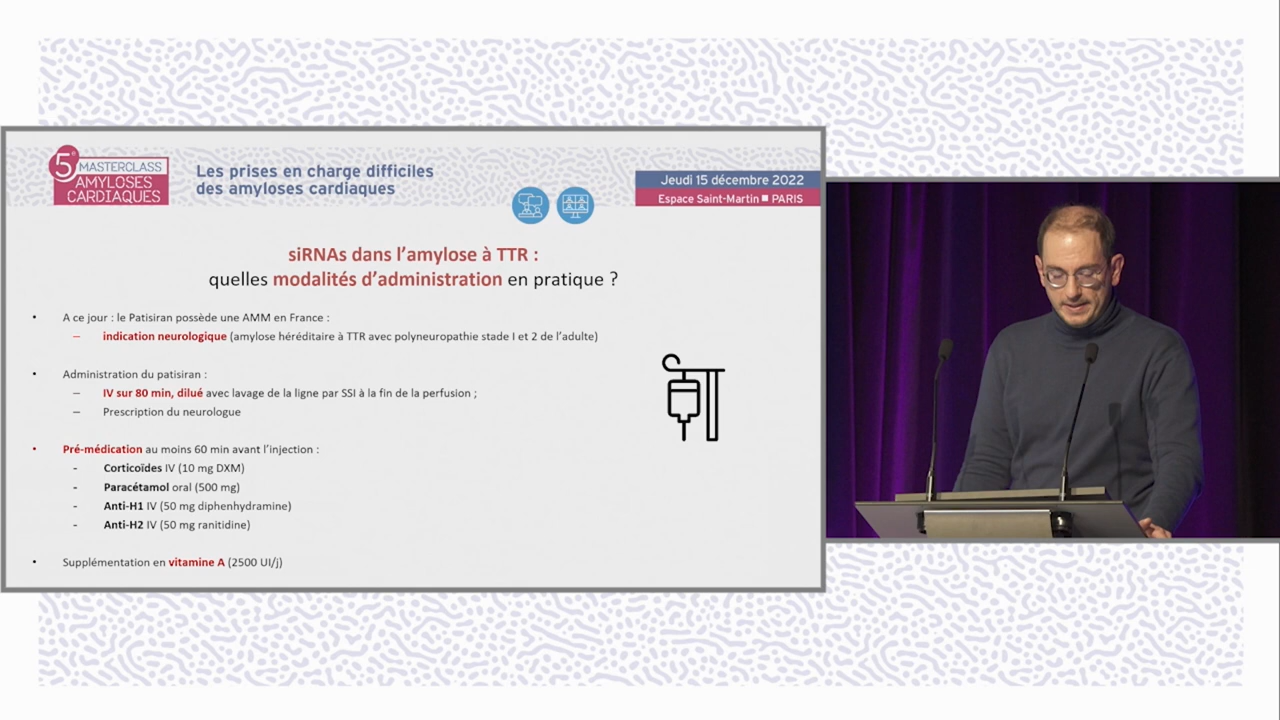 5e MASTERCLASS
AMYLOSES
CARDIAQUES
Les prises en charge difficiles
des amyloses cardiaques
Jeudi 15 décembre 2022
Espace Saint-Martin ■ PARIS
siRNAs dans l’amylose à TTR :
quelles modalités d’administration en pratique ?
• A ce jour : le Patisiran possède une AMM en France :
– indication neurologique (amylose héréditaire à TTR avec polyneuropathie stade I et 2 de l’adulte)
• Administration du patisiran :
– IV sur 80 min, dilué avec lavage de la ligne par SSI à la fin de la perfusion ;
– Prescription du neurologue
• Pré-médication au moins 60 min avant l’injection :
- Corticoïdes IV (10 mg DXM)
- Paracétamol oral (500 mg)
- Anti-H1 IV (50 mg diphenhydramine)
- Anti-H2 IV (50 mg ranitidine)
• Supplémentation en vitamine A (2500 UI/j)